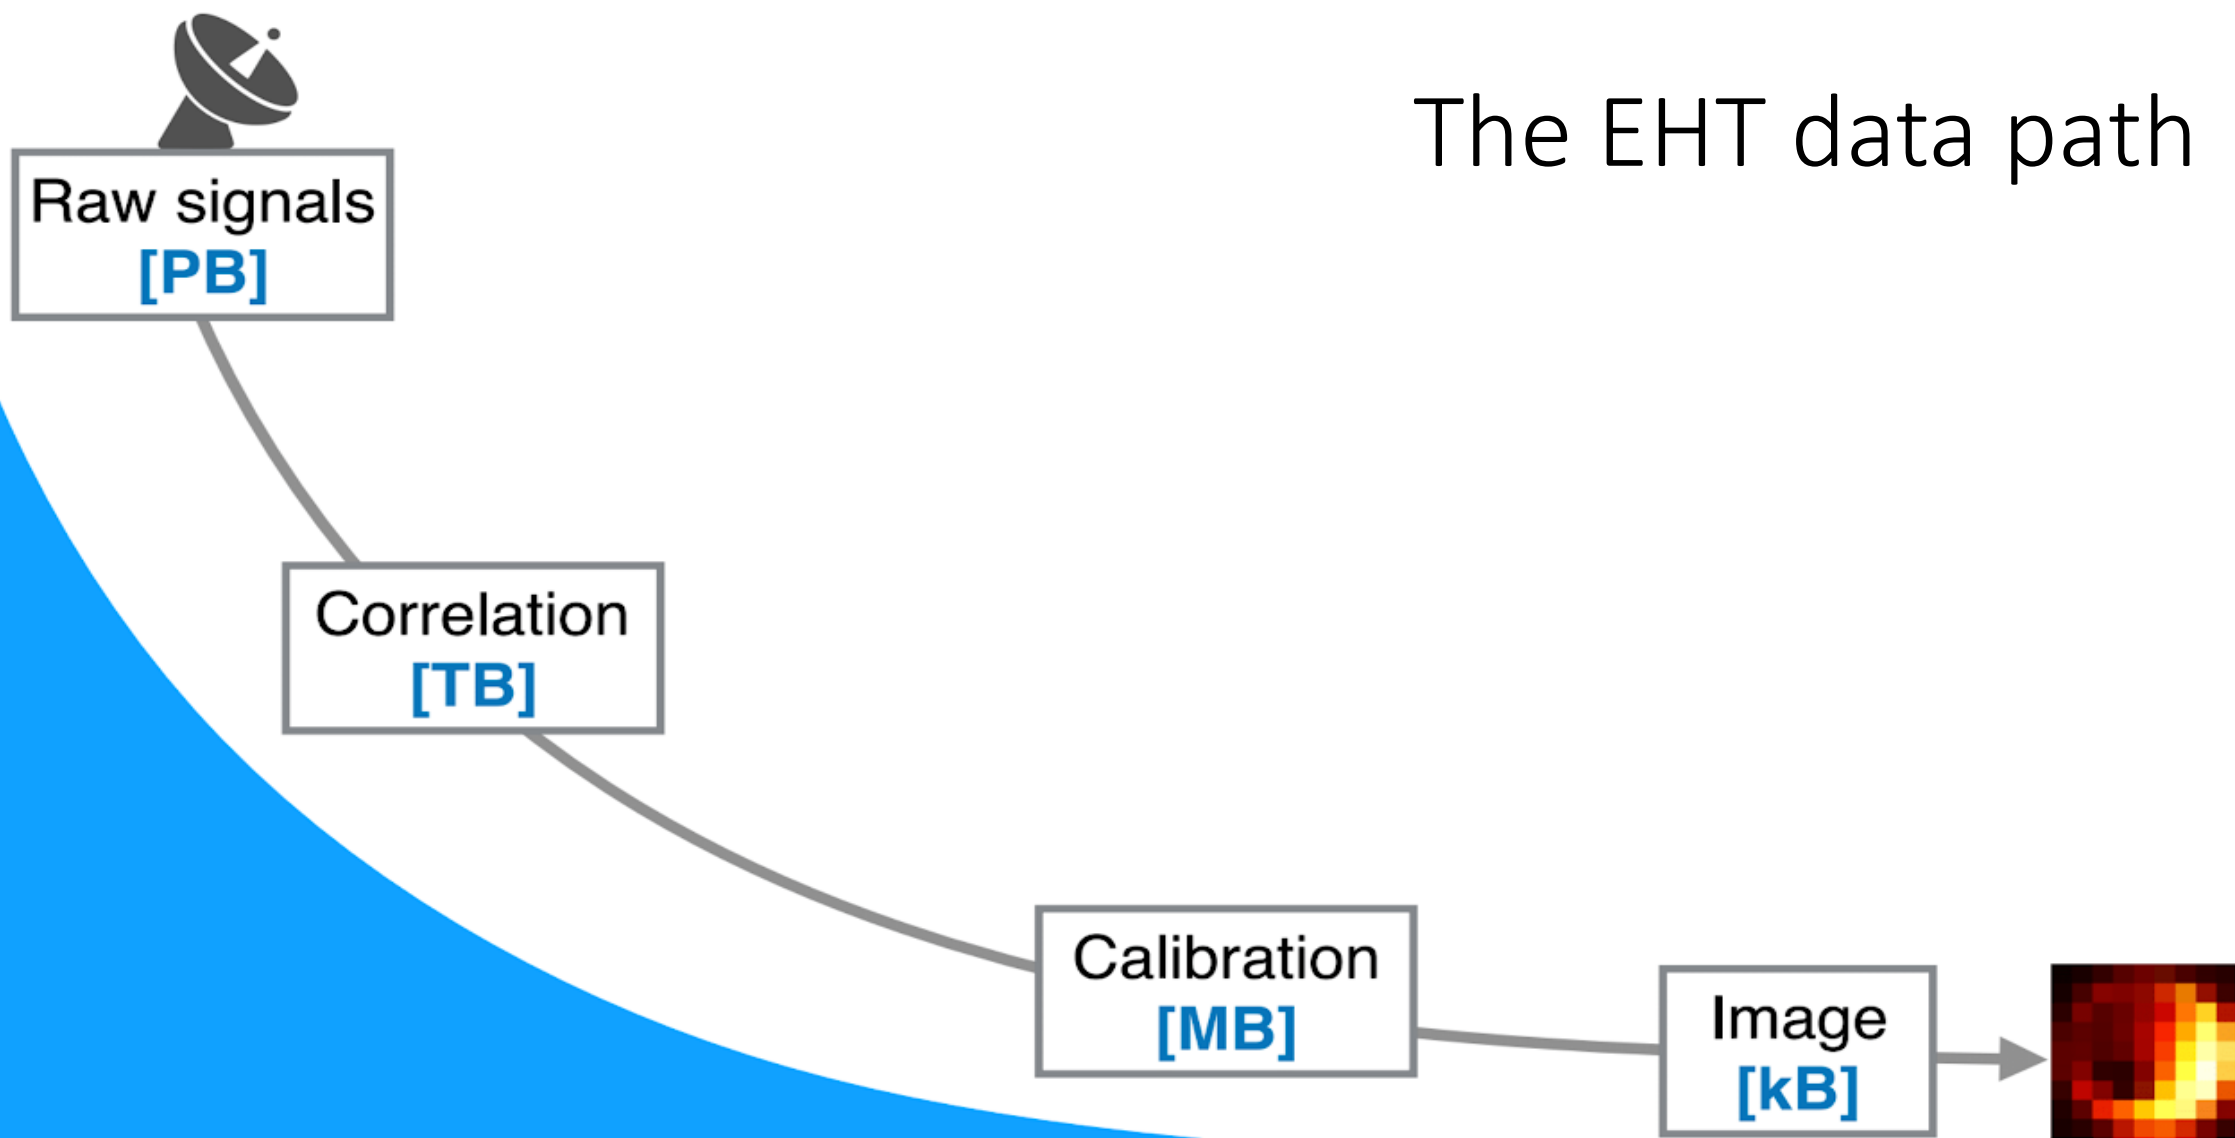 The EHT data path
Raw signals
[PB]
Correlation
[TB]
Calibration
[MB]
Image
[kB]